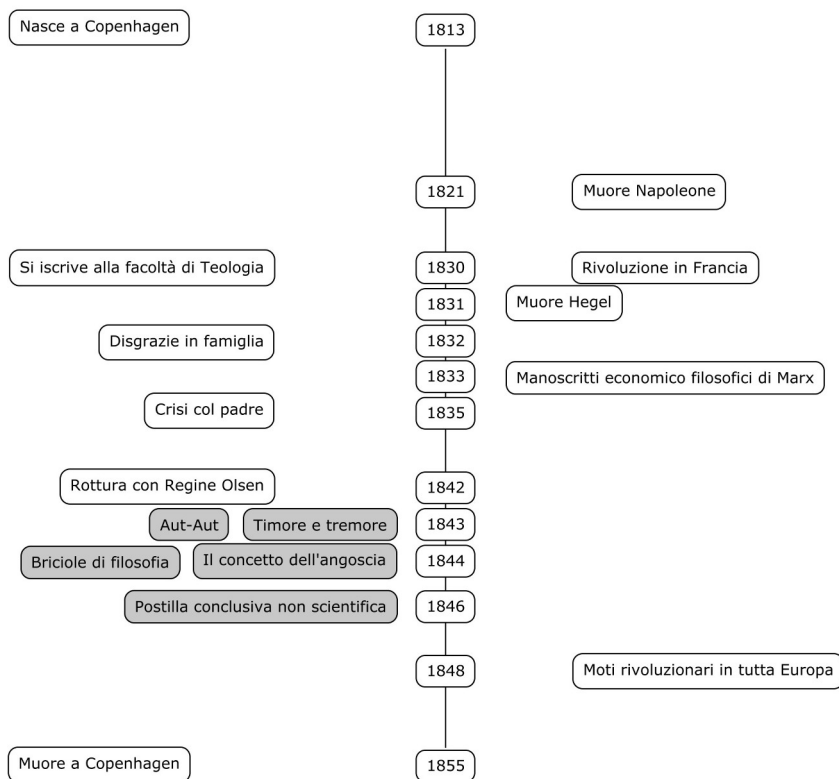 Nasce a Copenhagen
1813
1821
Muore Napoleone
Si iscrive alla facoltà di Teologia
1830
Rivoluzione in Francia
1831
Muore Hegel
Disgrazie in famiglia
1832
1833
Manoscritti economico filosofici di Marx
Crisi col padre
1835
Rottura con Regine Olsen
1842
Aut-Aut
Timore e tremore
1843
Briciole di filosofia
Il concetto dell'angoscia
1844
Postilla conclusiva non scientifica
1846
1848
Moti rivoluzionari in tutta Europa
Muore a Copenhagen
1855